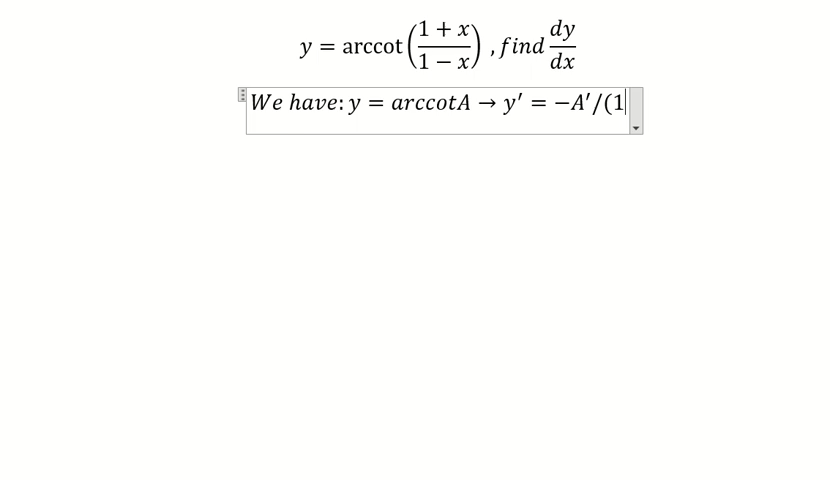 y = arccot((1 + x)/(1 − x)) , find dy/dx
We have: y = arccotA → y′ = −A′/(1